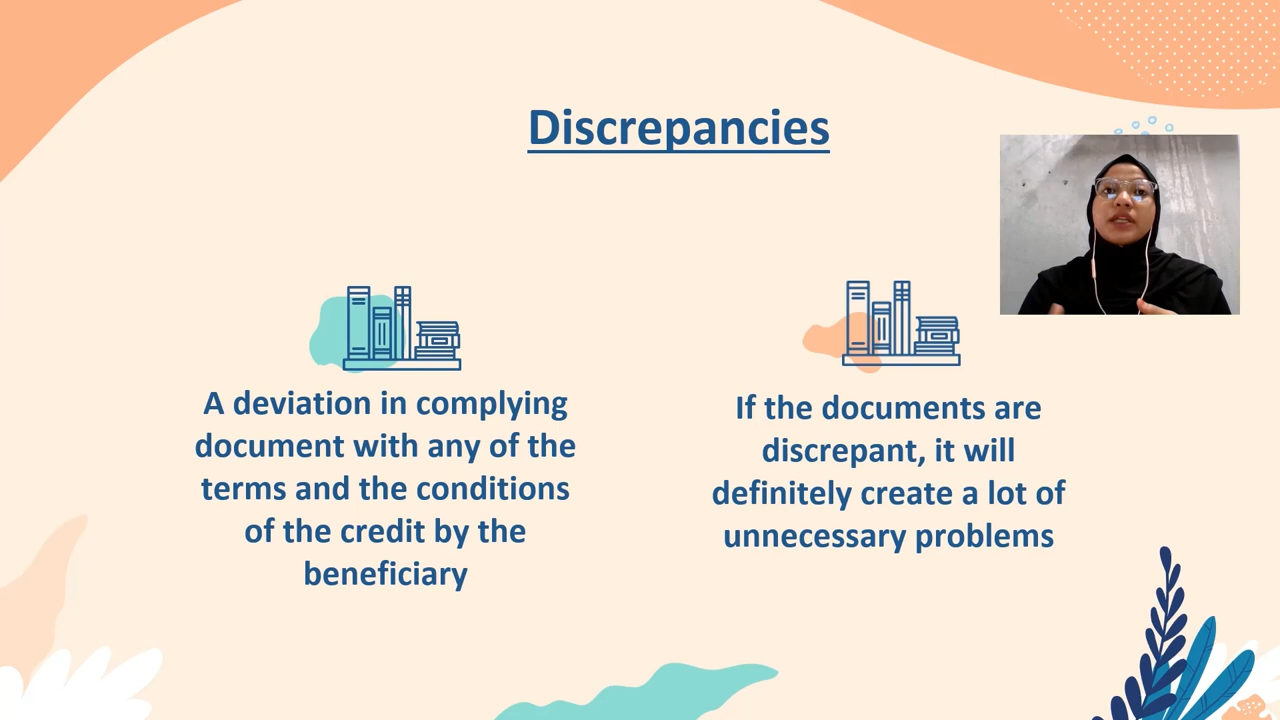 Discrepancies
A deviation in complying
document with any of the
terms and the conditions
of the credit by the
beneficiary
If the documents are
discrepant, it will
definitely create a lot of
unnecessary problems